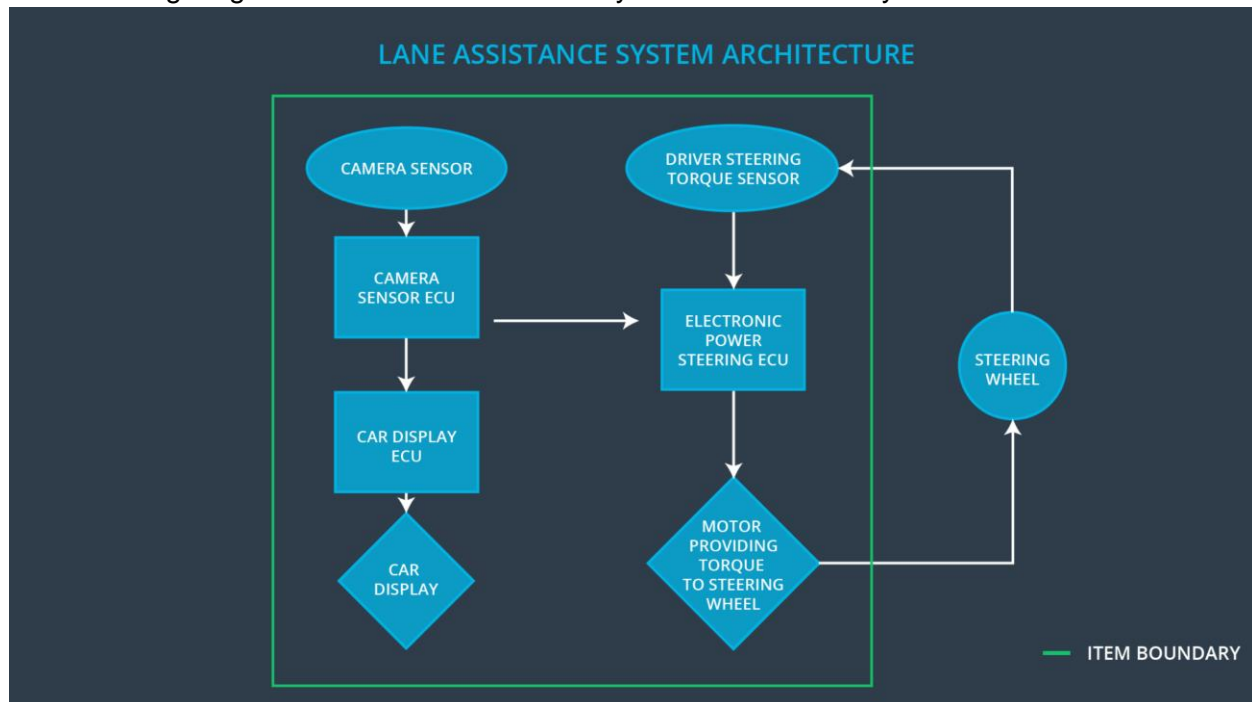 LANE ASSISTANCE SYSTEM ARCHITECTURE
CAMERA SENSOR
CAMERA
SENSOR ECU
CAR DISPLAY
ECU
CAR
DISPLAY
DRIVER STEERING
TORQUE SENSOR
ELECTRONIC
POWER
STEERING ECU
MOTOR
PROVIDING
TORQUE
TO STEERING
WHEEL
STEERING
WHEEL
ITEM BOUNDARY